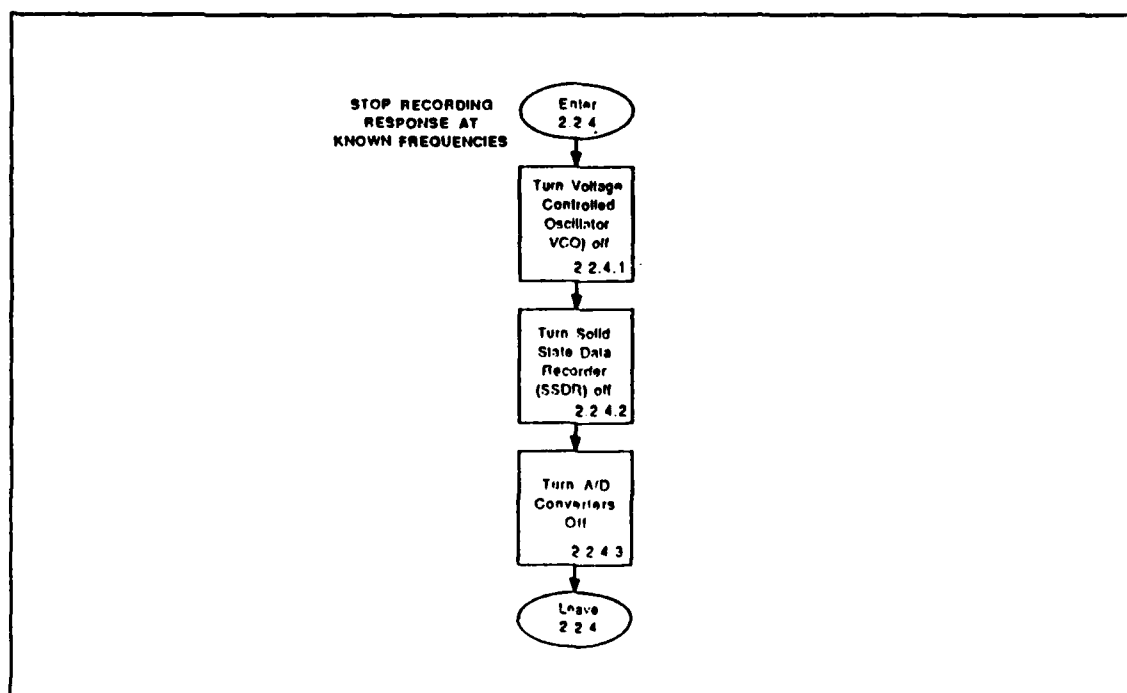 STOP RECORDING
RESPONSE AT
KNOWN FREQUENCIES
Enter
2.2 4
Turn Voltage
Controlled
Oscillator
VCO) off
2 2.4.1
Turn Solid
State Data
Recorder
(SSDR) off
2.2 4.2
Turn A/D
Converters
Off
2 2 4 3
Leave
2 2 4